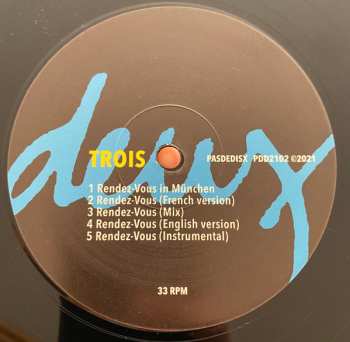 deux
TROIS
PASDEDISX PDD2102 ©2021
1 Rendez-Vous in München
2 Rendez-Vous (French version)
3 Rendez-Vous (Mix)
4 Rendez-Vous (English version)
5 Rendez-Vous (Instrumental)
33 RPM